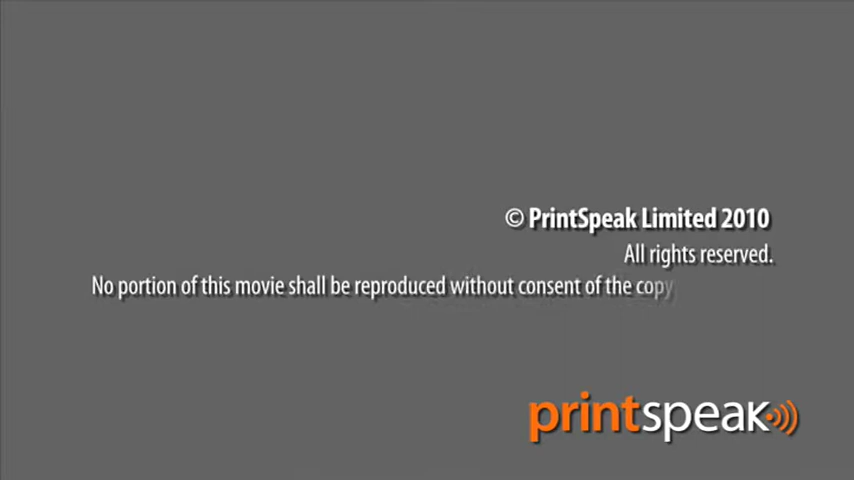 © PrintSpeak Limited 2010
All rights reserved.
No portion of this movie shall be reproduced without consent of the copy
printspeak